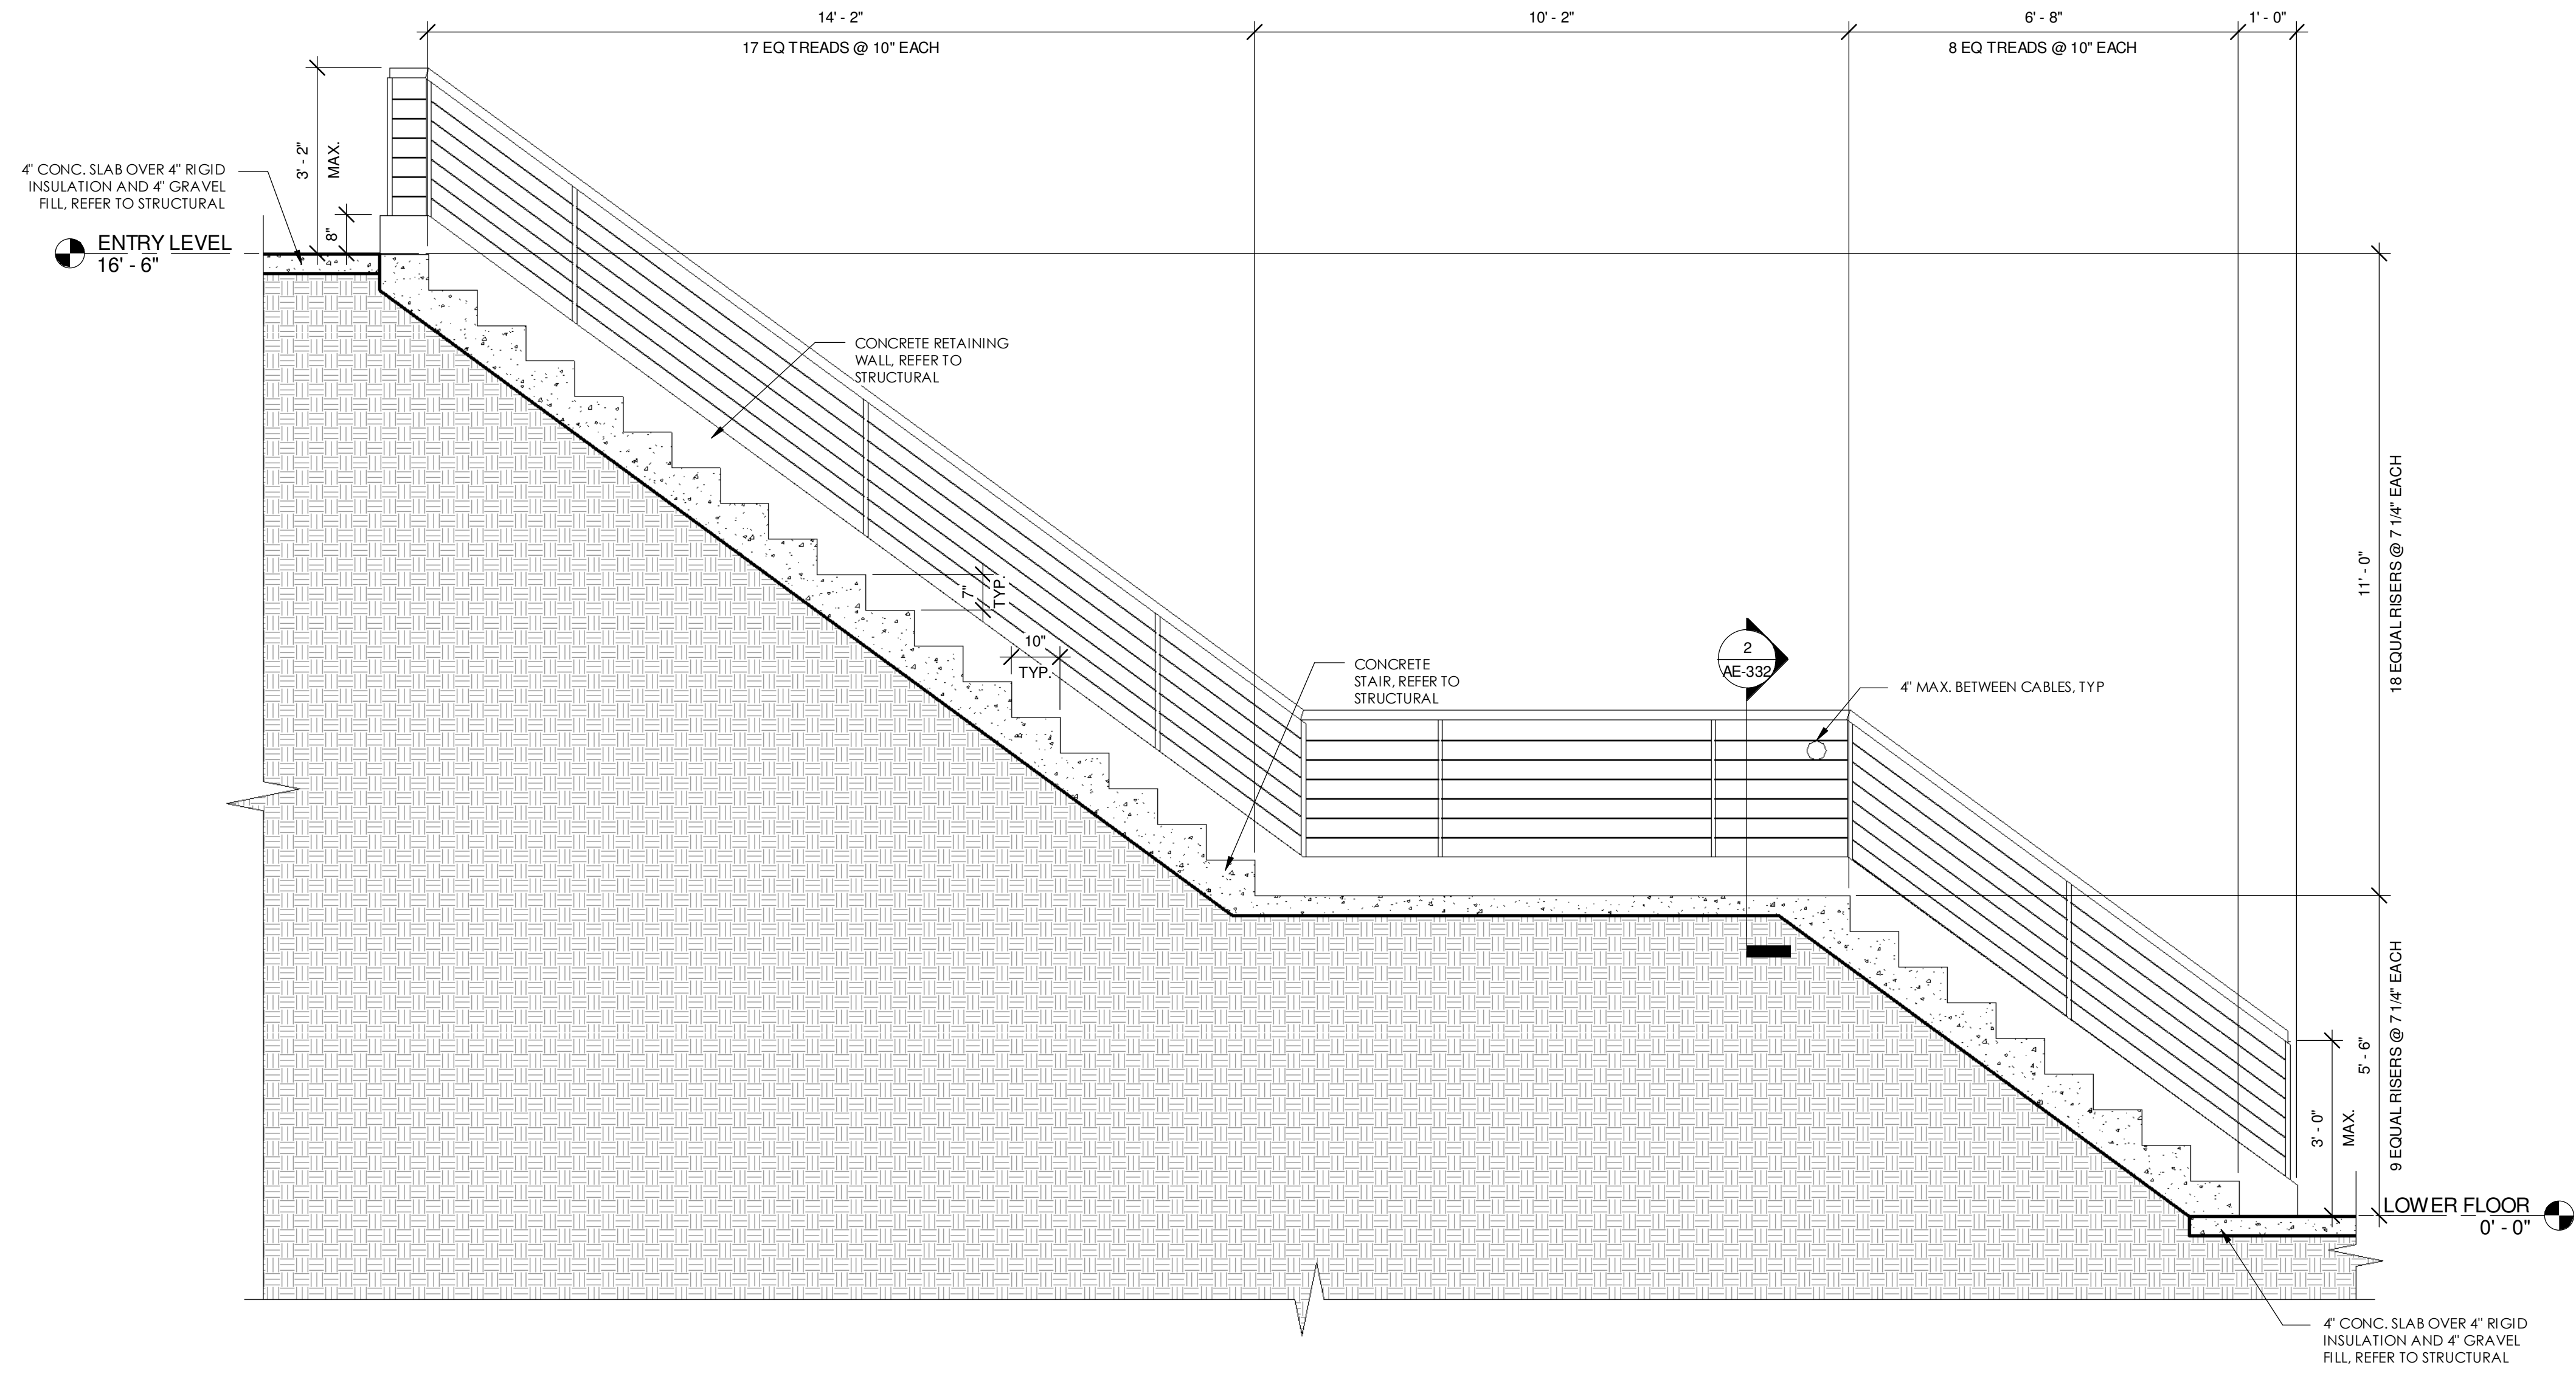 14' - 2"
10' - 2"
6' - 8"
1' - 0"
17 EQ TREADS @ 10" EACH
8 EQ TREADS @ 10" EACH
3' - 2"
MAX.
4" CONC. SLAB OVER 4" RIGID
INSULATION AND 4" GRAVEL
FILL, REFER TO STRUCTURAL
8"
ENTRY LEVEL
16' - 6"
CONCRETE RETAINING
WALL, REFER TO
STRUCTURAL
18 EQUAL RISERS @ 7 1/4" EACH
11' - 0"
7"
TYP.
10"
TYP.
CONCRETE
STAIR, REFER TO
STRUCTURAL
2
AE-332
4" MAX. BETWEEN CABLES, TYP
9 EQUAL RISERS @ 7 1/4" EACH
5' - 6"
3' - 0"
MAX.
LOWER FLOOR
0' - 0"
4" CONC. SLAB OVER 4" RIGID
INSULATION AND 4" GRAVEL
FILL, REFER TO STRUCTURAL